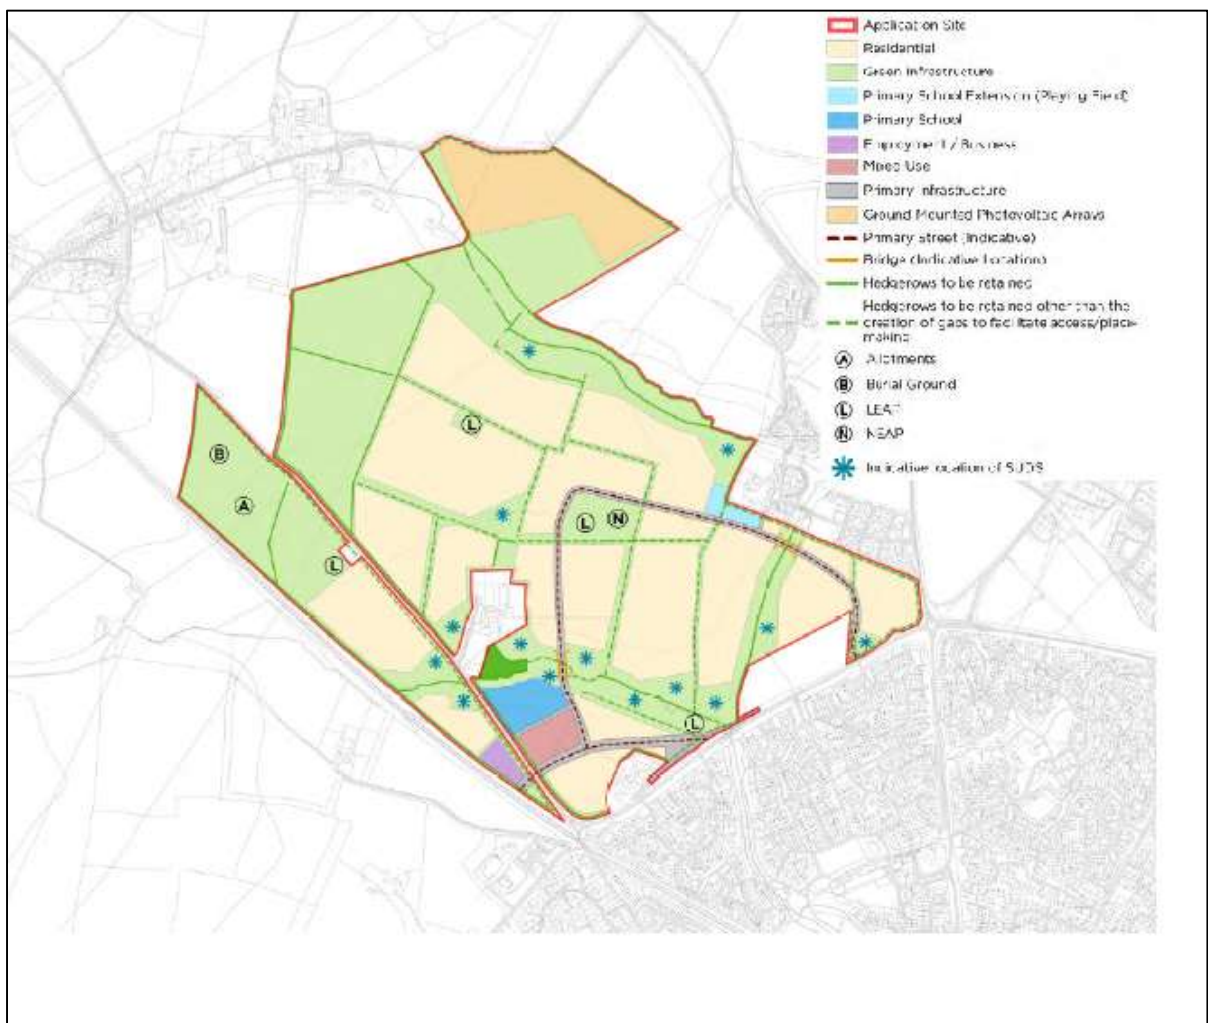 Application Site
Residential
Green Infrastructure
Primary School Extension (Playing Field)
Primary School
Employment / Business
Mixed Use
Primary Infrastructure
Ground Mounted Photovoltaic Arrays
Primary Street (Indicative)
Bridge (Indicative Location)
Hedgerows to be retained
Hedgerows to be retained other than the
creation of gaps to facilitate access/place-
making
A Allotments
B Burial Ground
L LEAP
N NEAP
Indicative location of SUDS
L
B
A
L N
L
L